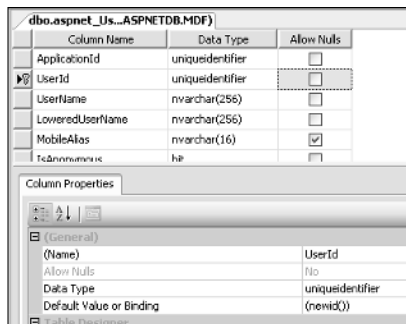 dbo.aspnet_Us...ASPNETDB.MDF)
Column Name Data Type Allow Nulls
ApplicationId uniqueidentifier
UserId uniqueidentifier
UserName nvarchar(256)
LoweredUserName nvarchar(256)
MobileAlias nvarchar(16)
IsAnonymous bit
Column Properties
(General)
(Name) UserId
Allow Nulls No
Data Type uniqueidentifier
Default Value or Binding (newid())
Table Designer